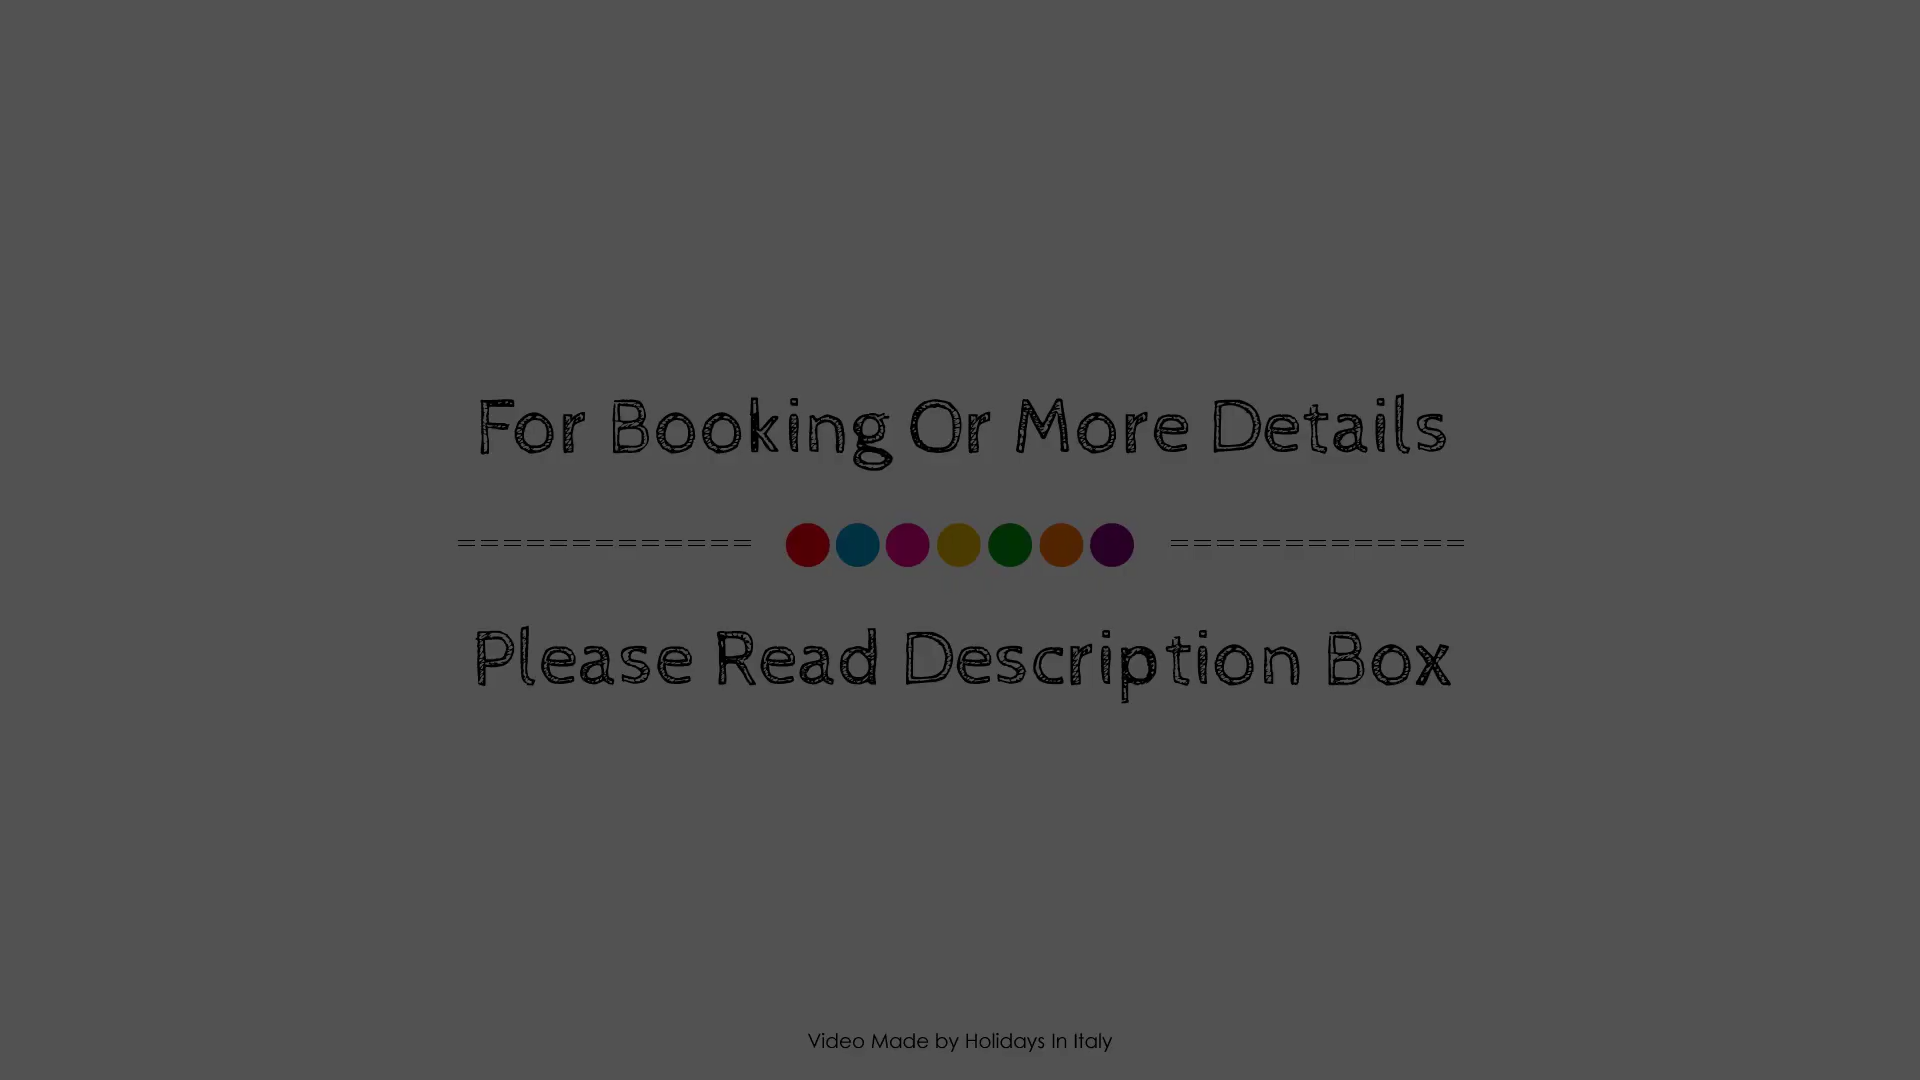 For Booking Or More Details
============= =============
Please Read Description Box
Video Made by Holidays In Italy